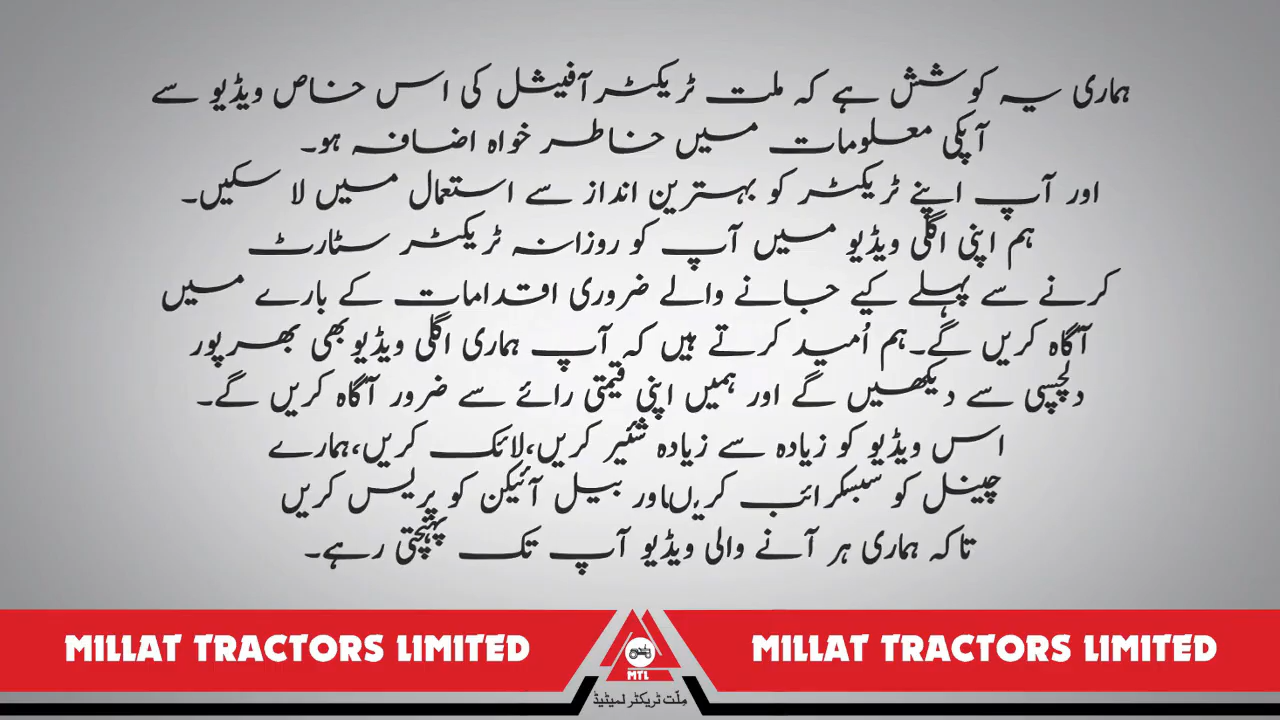 ہماری یہ کوشش ہے کہ ملت ٹریکٹر آفیشل کی اس خاص ویڈیو سے
آپکی معلومات میں خاطر خواہ اضافہ ہو۔
اور آپ اپنے ٹریکٹر کو بہترین انداز سے استعمال میں لا سکیں۔
ہم اپنی اگلی ویڈیو میں آپ کو روزانہ ٹریکٹر سٹارٹ
کرنے سے پہلے کیے جانے والے ضروری اقدامات کے بارے میں
آگاہ کریں گے۔ہم اُمید کرتے ہیں کہ آپ ہماری اگلی ویڈیو بھی بھرپور
دلچسپی سے دیکھیں گے اور ہمیں اپنی قیمتی رائے سے ضرور آگاہ کریں گے۔
اس ویڈیو کو زیادہ سے زیادہ شئیر کریں،لائک کریں،ہمارے
چینل کو سبسکرائب کریں اور بیل آئیکن کو پریس کریں
تاکہ ہماری ہر آنے والی ویڈیو آپ تک پہنچتی رہے۔
MILLAT TRACTORS LIMITED
MTL
ملّت ٹریکٹر لمیٹیڈ
MILLAT TRACTORS LIMITED